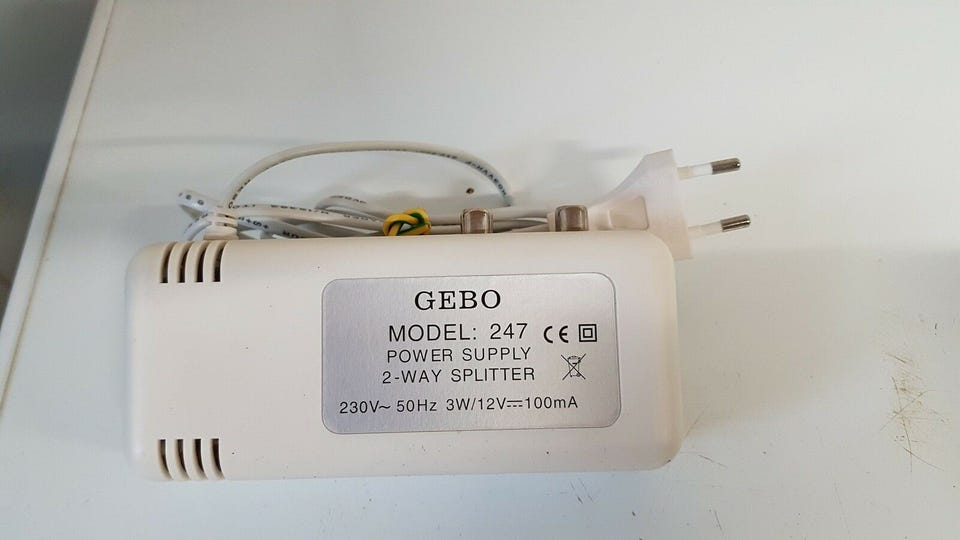 GEBO
MODEL: 247 CE
POWER SUPPLY
2-WAY SPLITTER
230V~ 50Hz 3W/12V⎓100mA